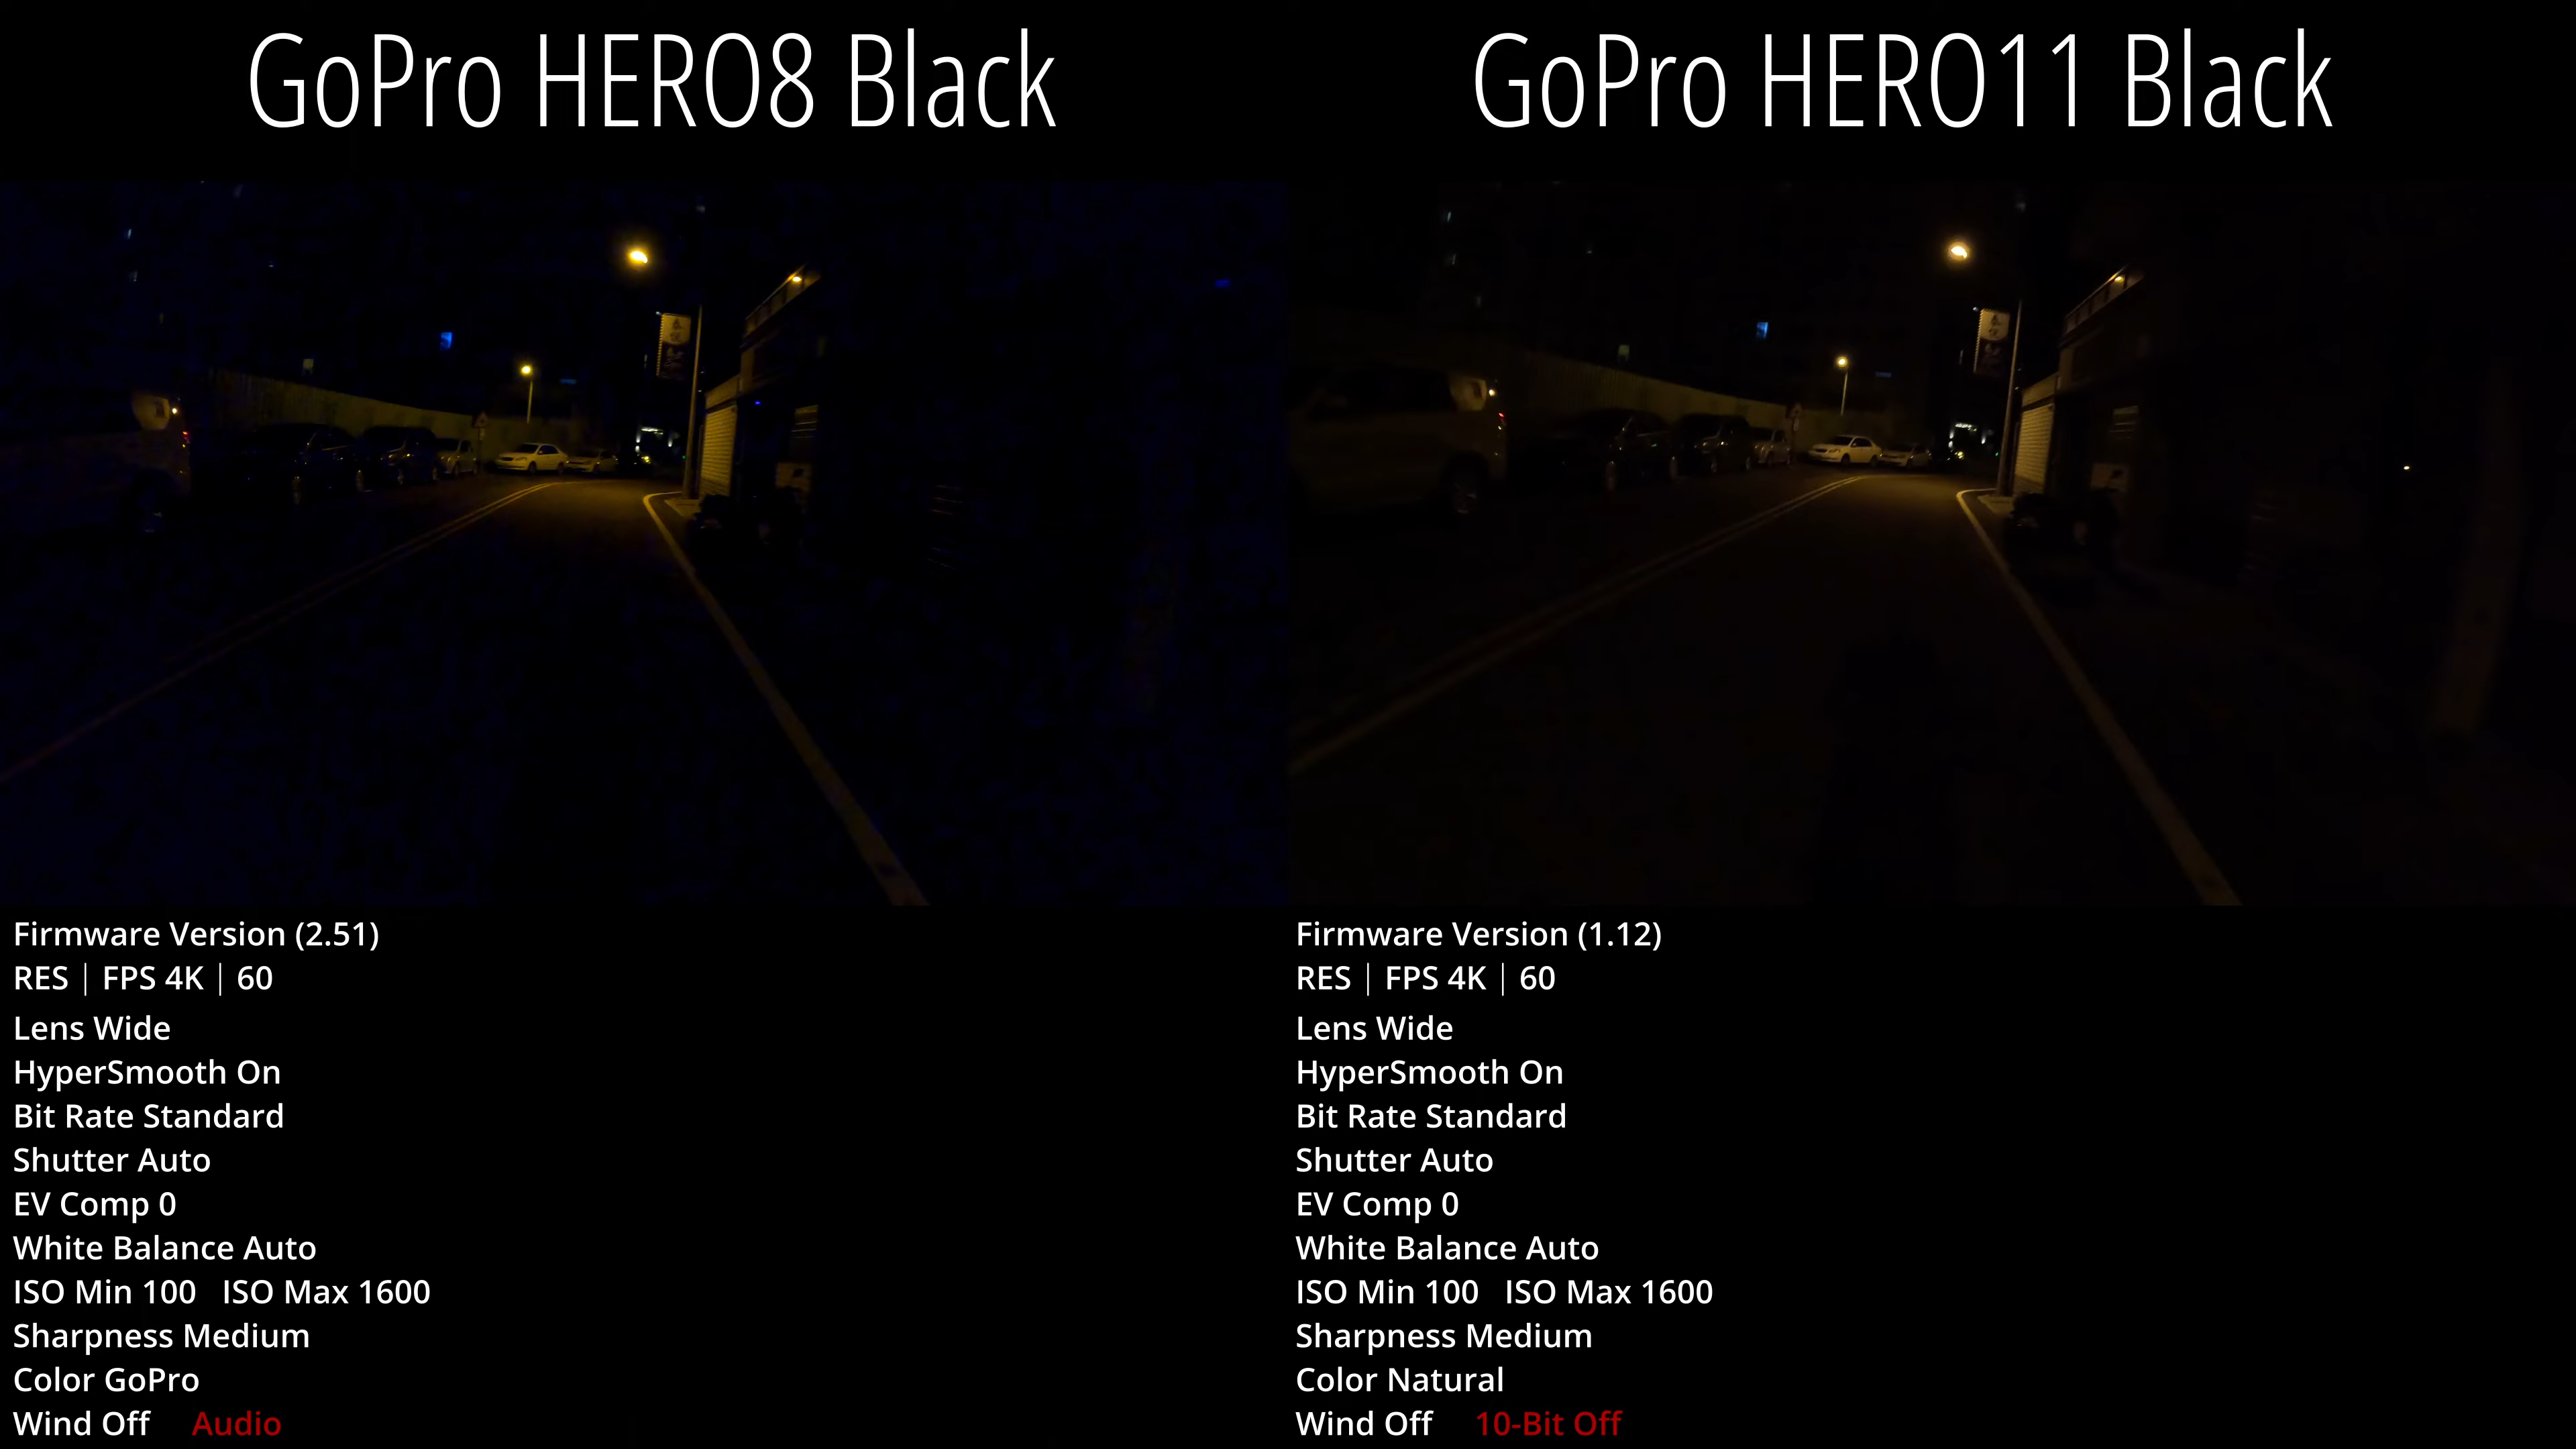 GoPro HERO8 Black
GoPro HERO11 Black
Firmware Version (2.51)
RES | FPS 4K | 60
Lens Wide
HyperSmooth On
Bit Rate Standard
Shutter Auto
EV Comp 0
White Balance Auto
ISO Min 100 ISO Max 1600
Sharpness Medium
Color GoPro
Wind Off Audio
Firmware Version (1.12)
RES | FPS 4K | 60
Lens Wide
HyperSmooth On
Bit Rate Standard
Shutter Auto
EV Comp 0
White Balance Auto
ISO Min 100 ISO Max 1600
Sharpness Medium
Color Natural
Wind Off 10-Bit Off